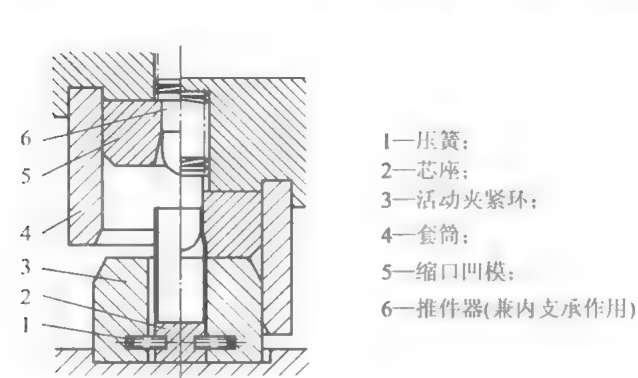 6
5
4
3
2
1
1—压簧；
2—芯座；
3—活动夹紧环；
4—套筒；
5—缩口凹模；
6—推件器(兼内支承作用)